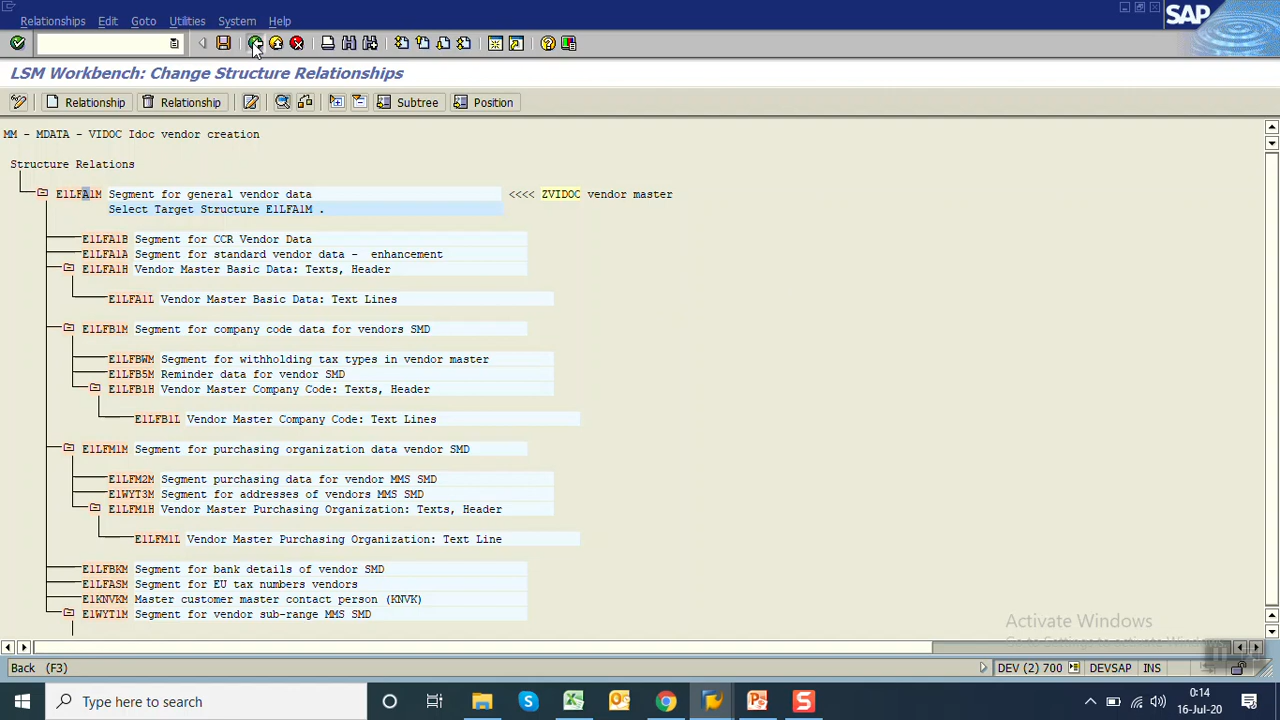 Relationships Edit Goto Utilities System Help
SAP
LSM Workbench: Change Structure Relationships
Relationship Relationship Subtree Position
MM - MDATA - VIDOC Idoc vendor creation
Structure Relations
E1LFA1M Segment for general vendor data <<<< ZVIDOC vendor master
Select Target Structure E1LFA1M .
E1LFA1B Segment for CCR Vendor Data
E1LFA1A Segment for standard vendor data - enhancement
E1LFA1H Vendor Master Basic Data: Texts, Header
E1LFA1L Vendor Master Basic Data: Text Lines
E1LFB1M Segment for company code data for vendors SMD
E1LFBWM Segment for withholding tax types in vendor master
E1LFB5M Reminder data for vendor SMD
E1LFB1H Vendor Master Company Code: Texts, Header
E1LFB1L Vendor Master Company Code: Text Lines
E1LFM1M Segment for purchasing organization data vendor SMD
E1LFM2M Segment purchasing data for vendor MMS SMD
E1WYT3M Segment for addresses of vendors MMS SMD
E1LFM1H Vendor Master Purchasing Organization: Texts, Header
E1LFM1L Vendor Master Purchasing Organization: Text Line
E1LFBKM Segment for bank details of vendor SMD
E1LFASM Segment for EU tax numbers vendors
E1KNVKM Master customer master contact person (KNVK)
E1WYT1M Segment for vendor sub-range MMS SMD
Activate Windows
Go to Settings to activate Windows.
Back (F3) DEV (2) 700 DEVSAP INS
Type here to search
0:14
16-Jul-20